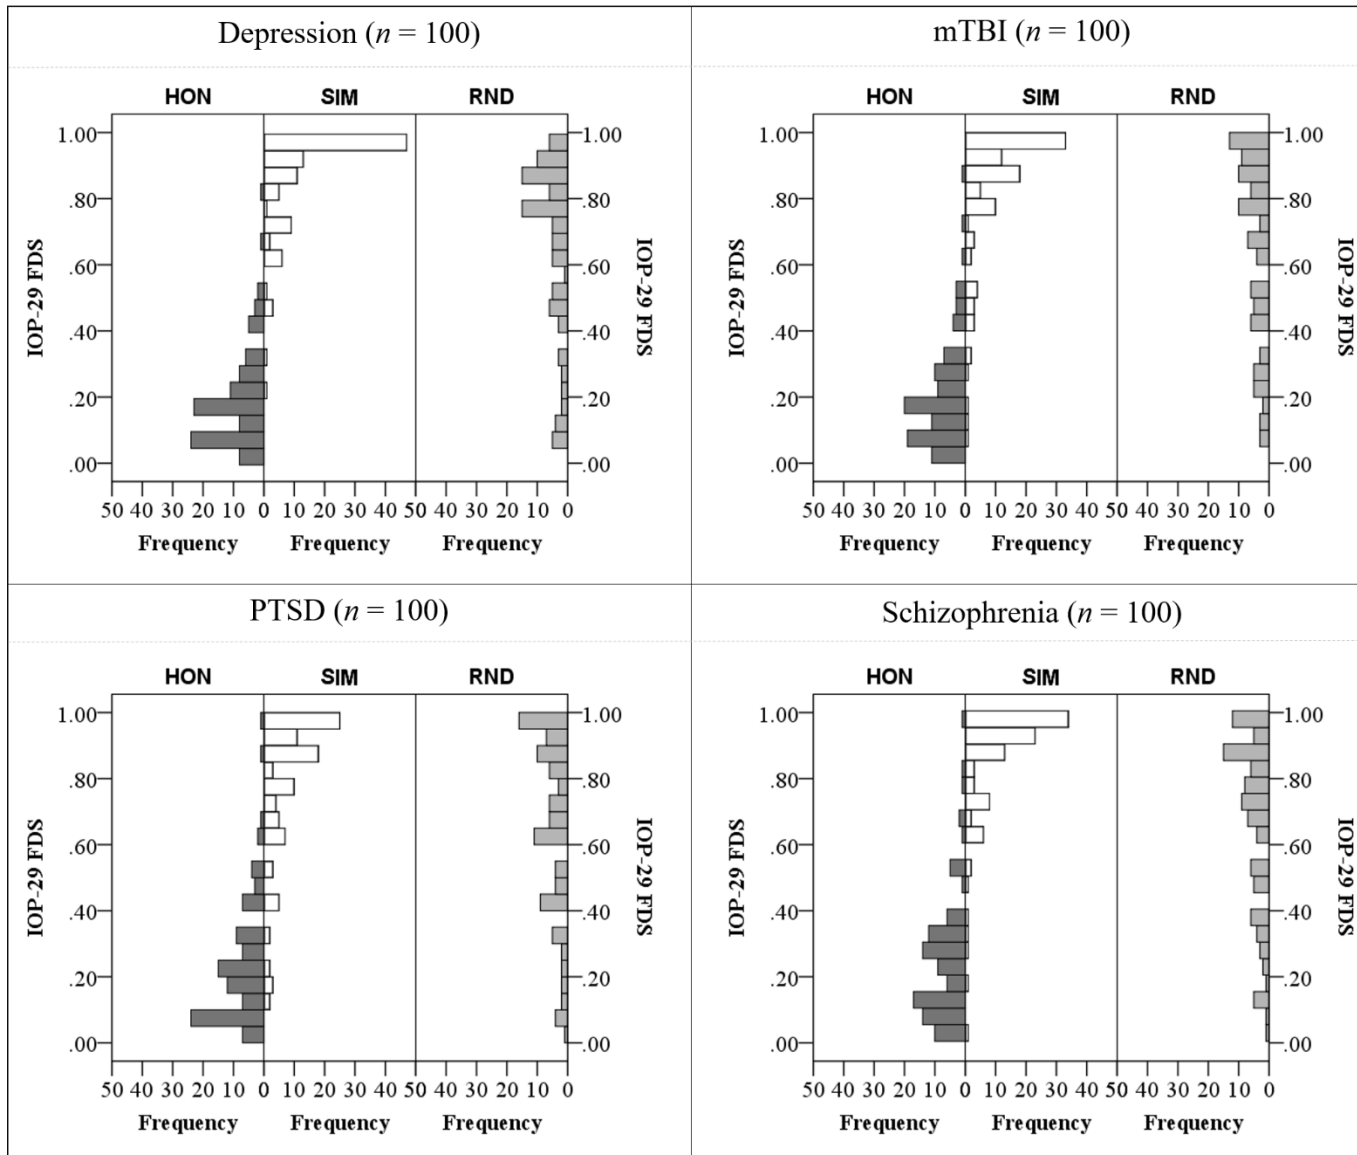 Depression (n = 100)
HON SIM RND
1.00 1.00
.80 .80
.60 .60
.40 .40
.20 .20
.00 .00
IOP-29 FDS
IOP-29 FDS
50 40 30 20 10 0 10 20 30 40 50 40 30 20 10 0
Frequency Frequency Frequency
mTBI (n = 100)
HON SIM RND
1.00 1.00
.80 .80
.60 .60
.40 .40
.20 .20
.00 .00
IOP-29 FDS
IOP-29 FDS
50 40 30 20 10 0 10 20 30 40 50 40 30 20 10 0
Frequency Frequency Frequency
PTSD (n = 100)
HON SIM RND
1.00 1.00
.80 .80
.60 .60
.40 .40
.20 .20
.00 .00
IOP-29 FDS
IOP-29 FDS
50 40 30 20 10 0 10 20 30 40 50 40 30 20 10 0
Frequency Frequency Frequency
Schizophrenia (n = 100)
HON SIM RND
1.00 1.00
.80 .80
.60 .60
.40 .40
.20 .20
.00 .00
IOP-29 FDS
IOP-29 FDS
50 40 30 20 10 0 10 20 30 40 50 40 30 20 10 0
Frequency Frequency Frequency